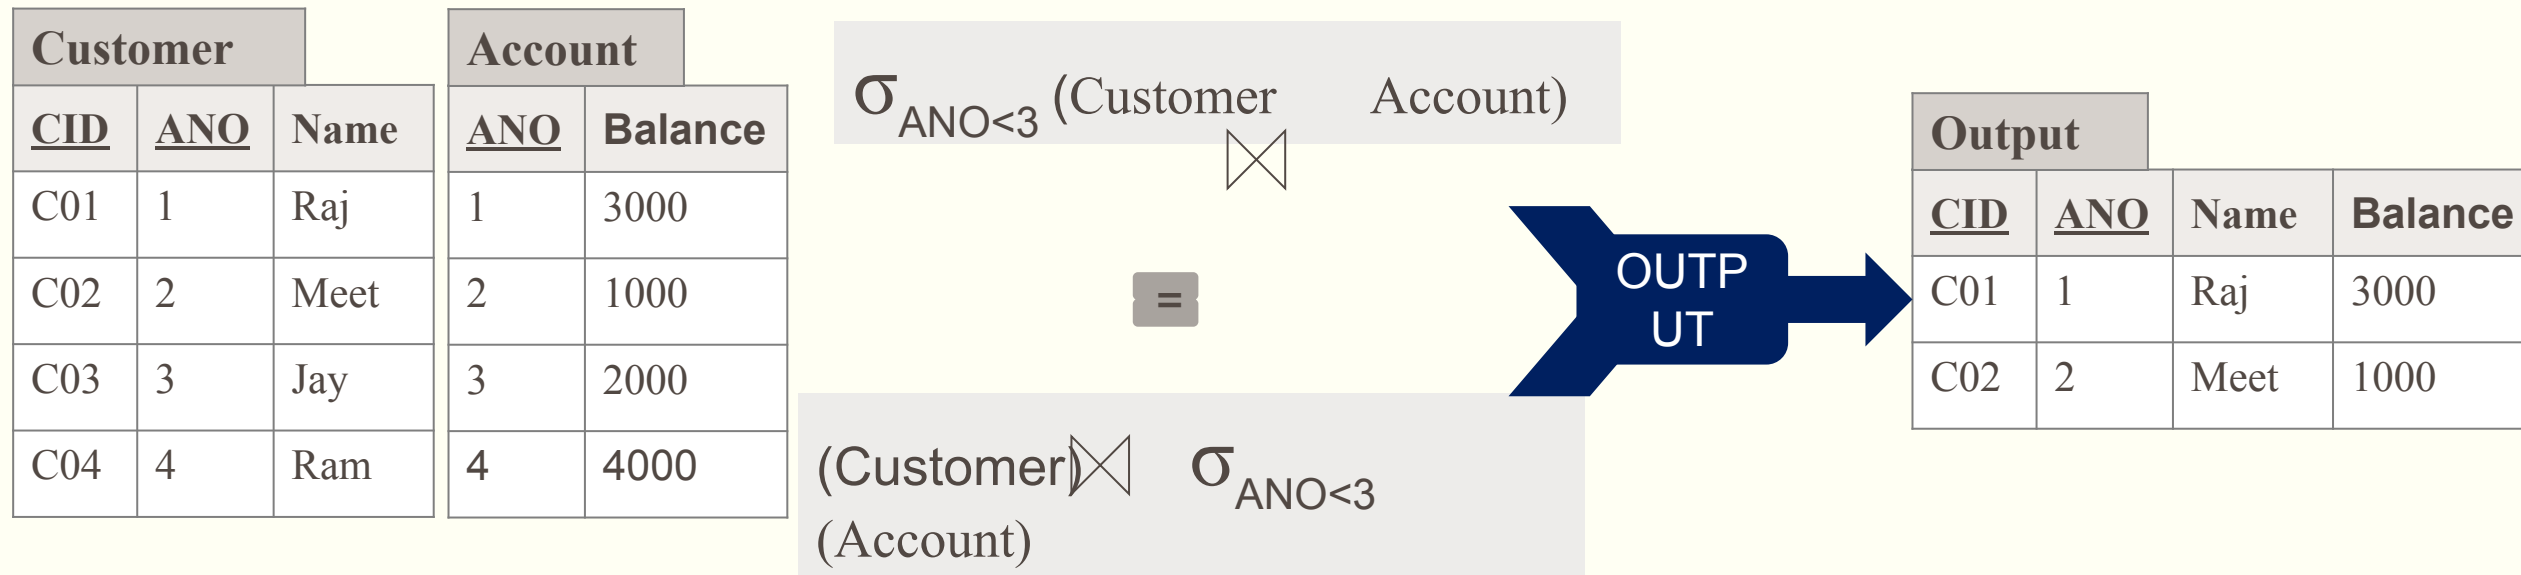 Customer
CID ANO Name
C01 1 Raj
C02 2 Meet
C03 3 Jay
C04 4 Ram
Account
ANO Balance
1 3000
2 1000
3 2000
4 4000
σ ANO<3 (Customer ⋈ Account)
=
(Customer) ⋈ σ ANO<3
(Account)
OUTP
UT
Output
CID ANO Name Balance
C01 1 Raj 3000
C02 2 Meet 1000